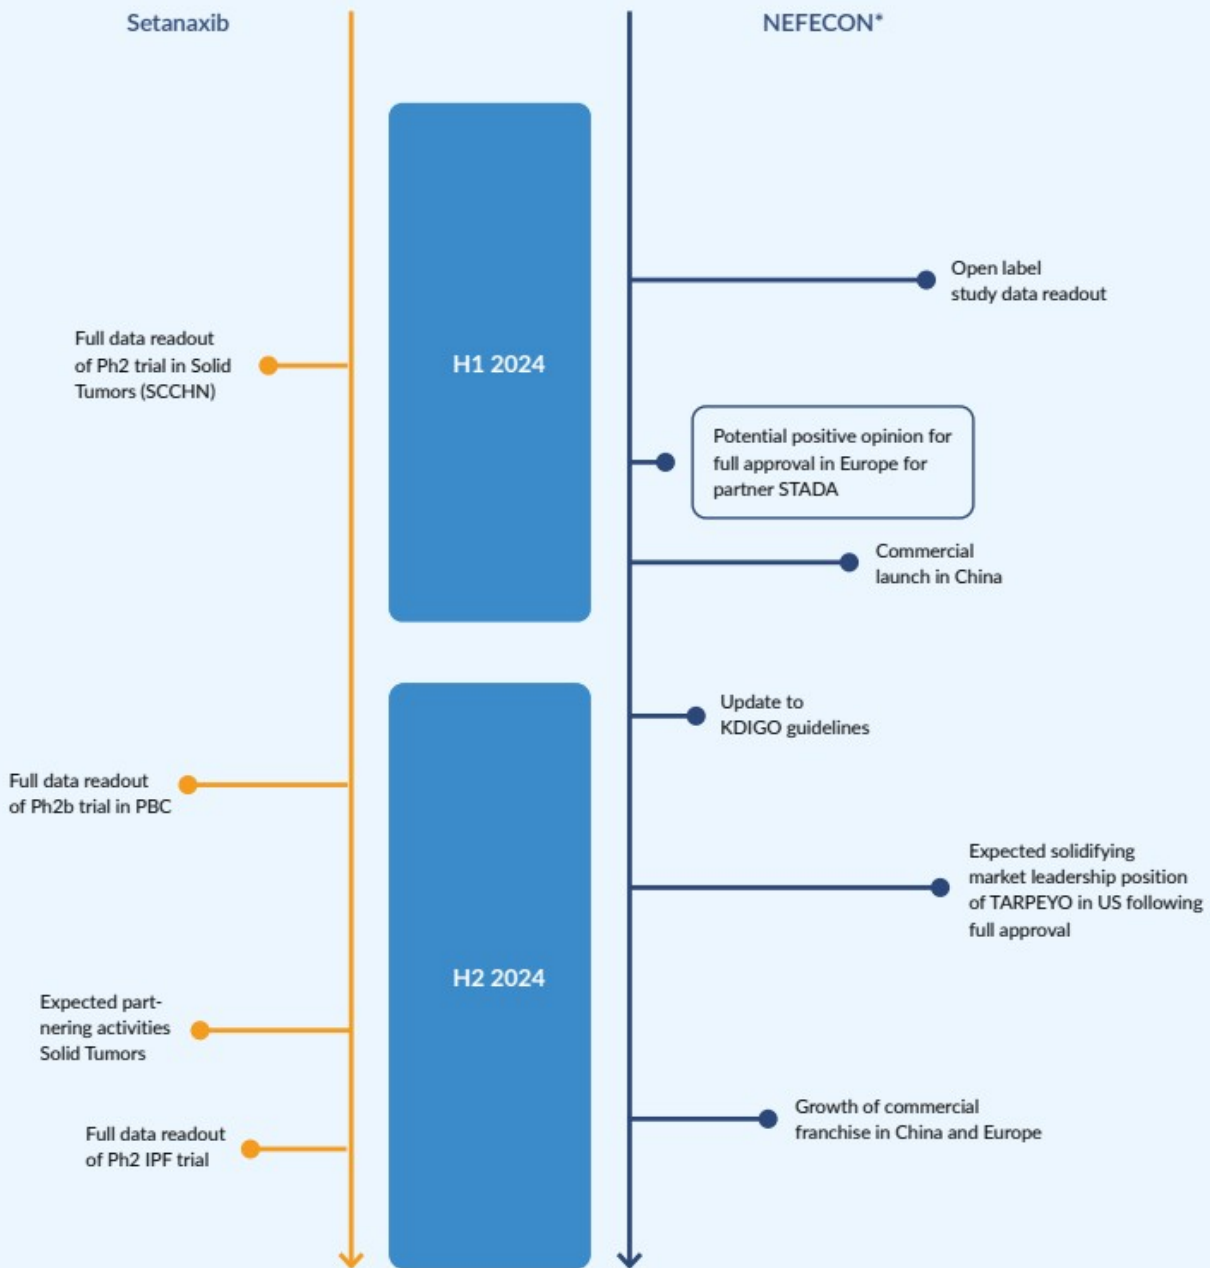 Setanaxib
NEFECON*
H1 2024
Open label
study data readout
Full data readout
of Ph2 trial in Solid
Tumors (SCCHN)
Potential positive opinion for
full approval in Europe for
partner STADA
Commercial
launch in China
H2 2024
Update to
KDIGO guidelines
Full data readout
of Ph2b trial in PBC
Expected solidifying
market leadership position
of TARPEYO in US following
full approval
Expected part-
nering activities
Solid Tumors
Growth of commercial
franchise in China and Europe
Full data readout
of Ph2 IPF trial